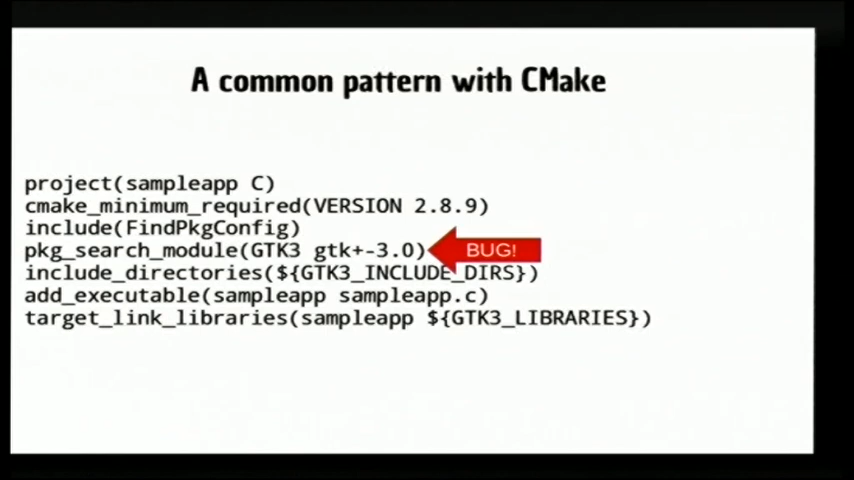 A common pattern with CMake
project(sampleapp C)
cmake_minimum_required(VERSION 2.8.9)
include(FindPkgConfig)
pkg_search_module(GTK3 gtk+-3.0) BUG!
include_directories(${GTK3_INCLUDE_DIRS})
add_executable(sampleapp sampleapp.c)
target_link_libraries(sampleapp ${GTK3_LIBRARIES})